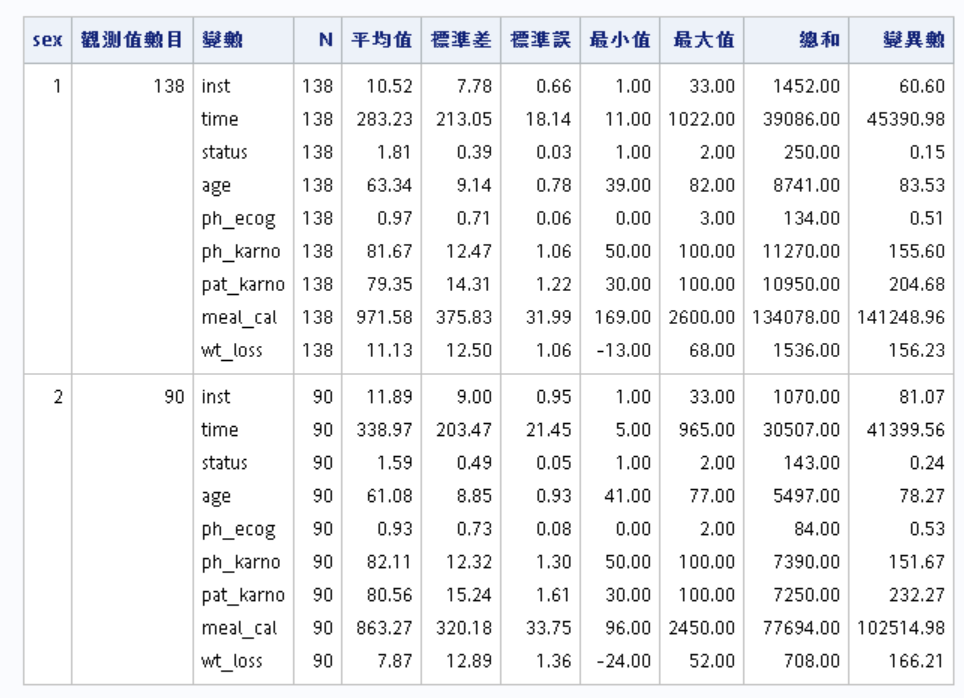 sex 觀測值數目 變數 N 平均值 標準差 標準誤 最小值 最大值 總和 變異數
1 138 inst 138 10.52 7.78 0.66 1.00 33.00 1452.00 60.60
time 138 283.23 213.05 18.14 11.00 1022.00 39086.00 45390.98
status 138 1.81 0.39 0.03 1.00 2.00 250.00 0.15
age 138 63.34 9.14 0.78 39.00 82.00 8741.00 83.53
ph_ecog 138 0.97 0.71 0.06 0.00 3.00 134.00 0.51
ph_karno 138 81.67 12.47 1.06 50.00 100.00 11270.00 155.60
pat_karno 138 79.35 14.31 1.22 30.00 100.00 10950.00 204.68
meal_cal 138 971.58 375.83 31.99 169.00 2600.00 134078.00 141248.96
wt_loss 138 11.13 12.50 1.06 -13.00 68.00 1536.00 156.23
2 90 inst 90 11.89 9.00 0.95 1.00 33.00 1070.00 81.07
time 90 338.97 203.47 21.45 5.00 965.00 30507.00 41399.56
status 90 1.59 0.49 0.05 1.00 2.00 143.00 0.24
age 90 61.08 8.85 0.93 41.00 77.00 5497.00 78.27
ph_ecog 90 0.93 0.73 0.08 0.00 2.00 84.00 0.53
ph_karno 90 82.11 12.32 1.30 50.00 100.00 7390.00 151.67
pat_karno 90 80.56 15.24 1.61 30.00 100.00 7250.00 232.27
meal_cal 90 863.27 320.18 33.75 96.00 2450.00 77694.00 102514.98
wt_loss 90 7.87 12.89 1.36 -24.00 52.00 708.00 166.21